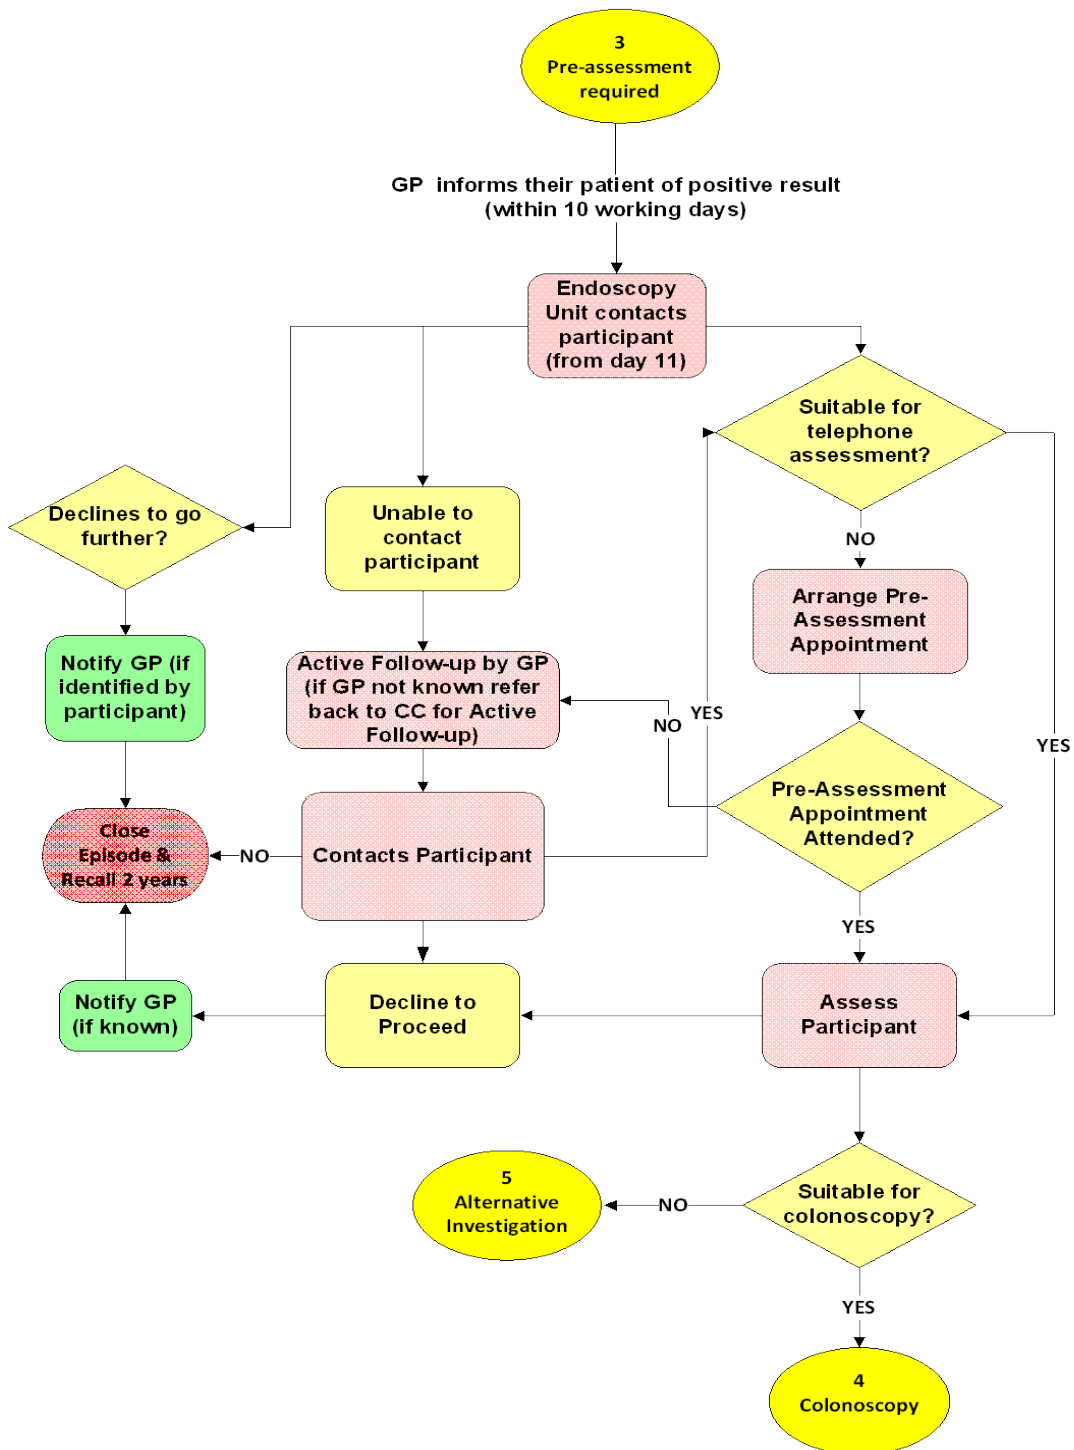 3
Pre-assessment
required
GP informs their patient of positive result
(within 10 working days)
Endoscopy
Unit contacts
participant
(from day 11)
Suitable for
telephone
assessment?
Declines to go
further?
Unable to
contact
participant
NO
Arrange Pre-
Assessment
Appointment
Notify GP (if
identified by
participant)
Active Follow-up by GP
(if GP not known refer
back to CC for Active
Follow-up)
YES
NO
YES
Pre-Assessment
Appointment
Attended?
Close
Episode &
Recall 2 years
NO
Contacts Participant
YES
Notify GP
(if known)
Decline to
Proceed
Assess
Participant
5
Alternative
Investigation
NO
Suitable for
colonoscopy?
YES
4
Colonoscopy